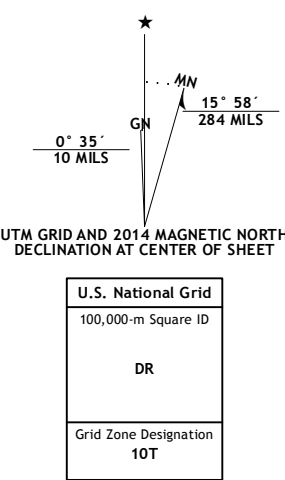 ★
MN
GN
15° 58´
284 MILS
0° 35´
10 MILS
UTM GRID AND 2014 MAGNETIC NORTH
DECLINATION AT CENTER OF SHEET
U.S. National Grid
100,000-m Square ID
DR
Grid Zone Designation
10T